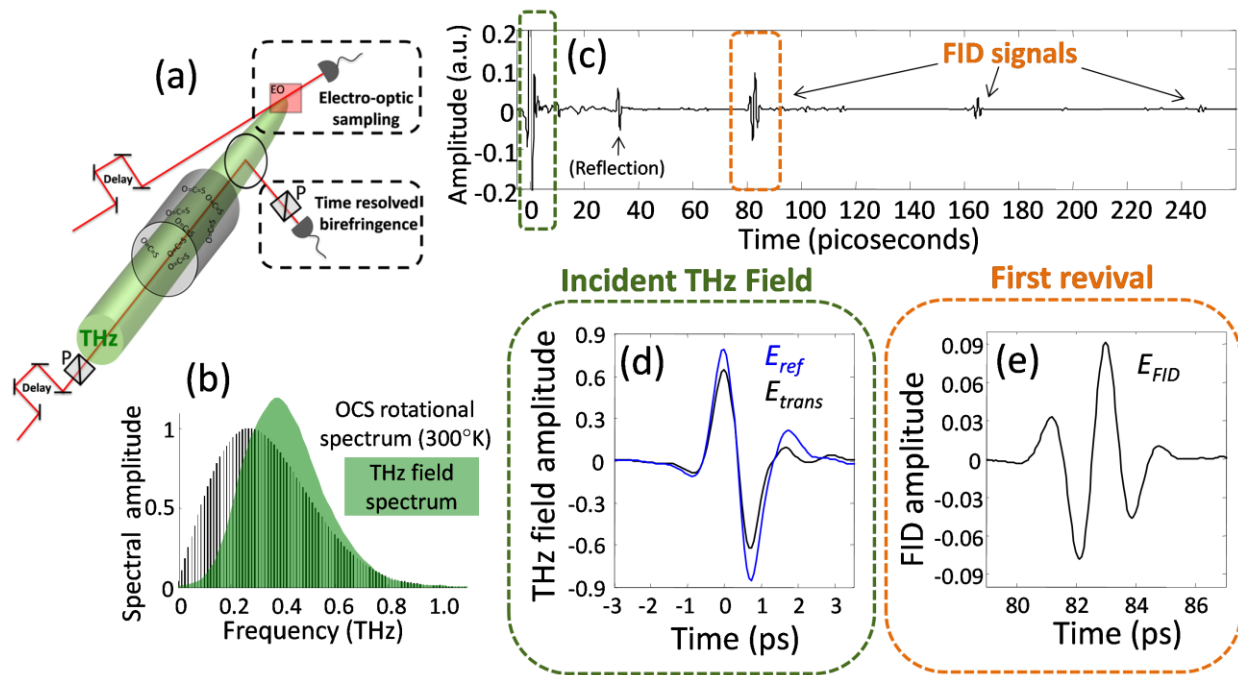 (a)
EO
Electro-optic
sampling
Delay
O=C=S
O=C=S
O=C=S
O=C=S
O=C=S
O=C=S
O=C=S
O=C=S
P
Time resolved
birefringence
THz
P
Delay
(b)
OCS rotational
spectrum (300°K)
THz field
spectrum
Spectral amplitude
1
0.5
0
0 0.2 0.4 0.6 0.8 1.0
Frequency (THz)
(c)
FID signals
Amplitude (a.u.)
0.2
0.1
0
-0.1
-0.2
(Reflection)
0 20 40 60 80 100 120 140 160 180 200 220 240
Time (picoseconds)
Incident THz Field
(d)
E_ref
E_trans
THz field amplitude
0.9
0.6
0.3
0
-0.3
-0.6
-0.9
-3 -2 -1 0 1 2 3
Time (ps)
First revival
(e)
E_FID
FID amplitude
0.09
0.06
0.03
0
-0.03
-0.06
-0.09
80 82 84 86
Time (ps)